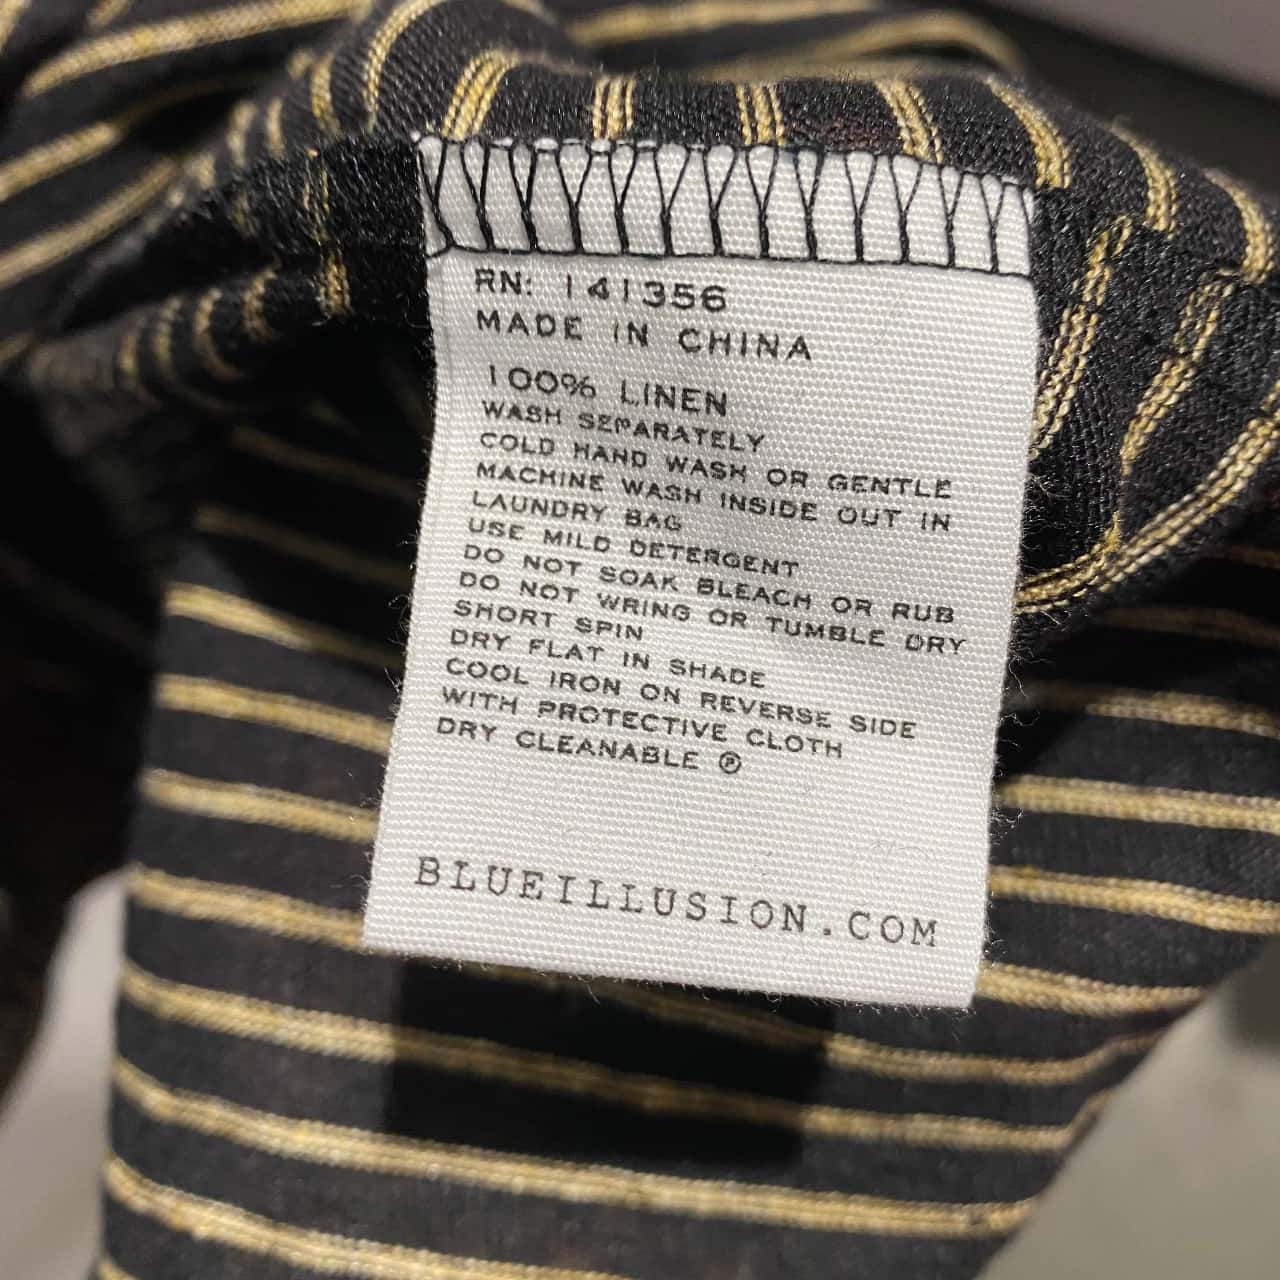 RN: 141356
MADE IN CHINA
100% LINEN
WASH SEPARATELY
COLD HAND WASH OR GENTLE
MACHINE WASH INSIDE OUT IN
LAUNDRY BAG
USE MILD DETERGENT
DO NOT SOAK BLEACH OR RUB
DO NOT WRING OR TUMBLE DRY
SHORT SPIN
DRY FLAT IN SHADE
COOL IRON ON REVERSE SIDE
WITH PROTECTIVE CLOTH
DRY CLEANABLE Ⓟ
BLUEILLUSION.COM